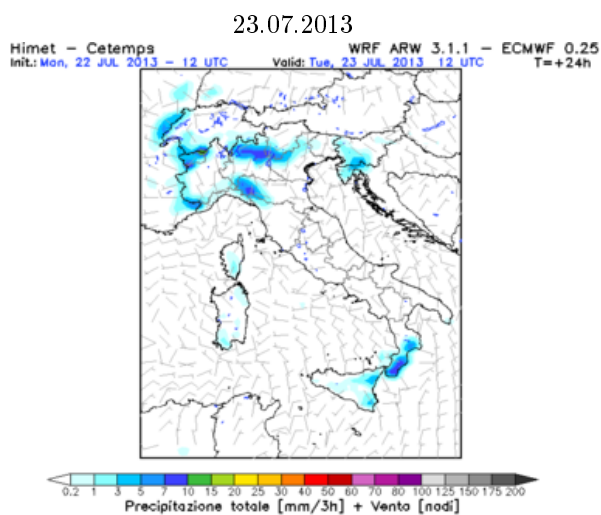 23.07.2013
Himet - Cetemps WRF ARW 3.1.1 - ECMWF 0.25
Init.: Mon, 22 JUL 2013 - 12 UTC Valid: Tue, 23 JUL 2013 12 UTC T=+24h
0.2 1 3 5 7 10 15 20 25 30 40 50 60 70 80 100 125 150 175 200
Precipitazione totale [mm/3h] + Vento [nodi]